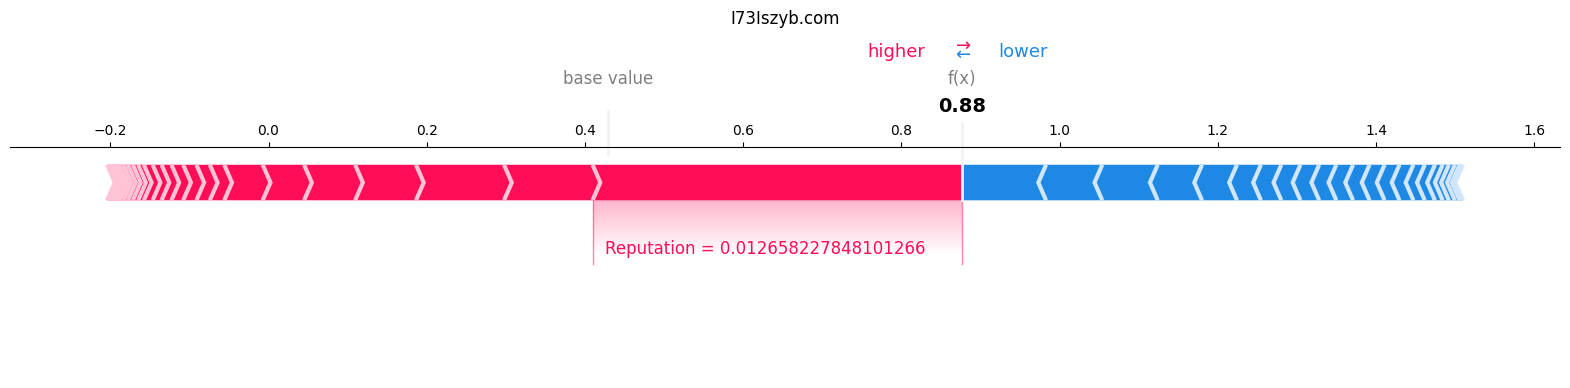 I73Iszyb.com
higher ⇄ lower
base value f(x)
0.88
−0.2 0.0 0.2 0.4 0.6 0.8 1.0 1.2 1.4 1.6
Reputation = 0.012658227848101266